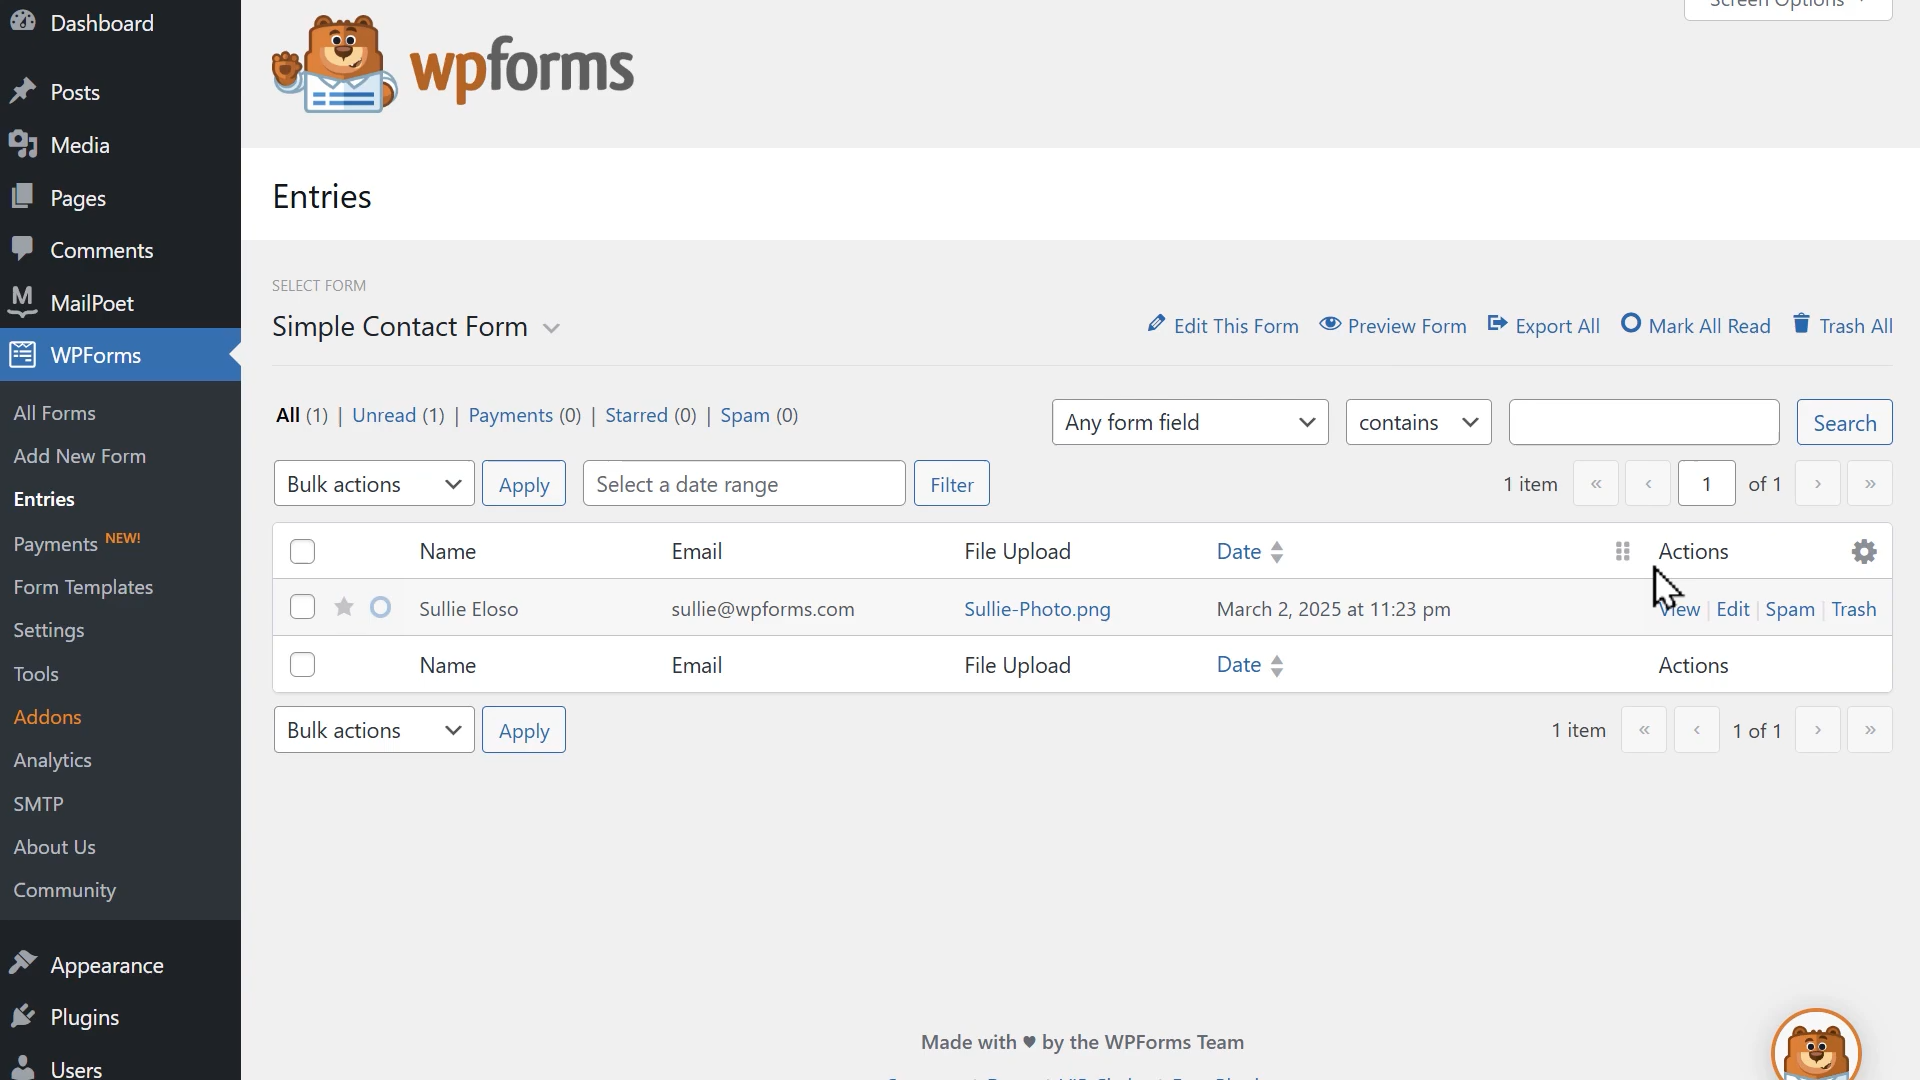 Screen Options
Dashboard
Posts
Media
Pages
Comments
MailPoet
WPForms
All Forms
Add New Form
Entries
Payments NEW!
Form Templates
Settings
Tools
Addons
Analytics
SMTP
About Us
Community
Appearance
Plugins
Users
wpforms
Entries
SELECT FORM
Simple Contact Form
Edit This Form Preview Form Export All Mark All Read Trash All
All (1) | Unread (1) | Payments (0) | Starred (0) | Spam (0)
Any form field contains Search
Bulk actions Apply Select a date range Filter 1 item « ‹ 1 of 1 › »
Name Email File Upload Date Actions
Sullie Eloso sullie@wpforms.com Sullie-Photo.png March 2, 2025 at 11:23 pm View | Edit | Spam | Trash
Name Email File Upload Date Actions
Bulk actions Apply 1 item « ‹ 1 of 1 › »
Made with ♥ by the WPForms Team